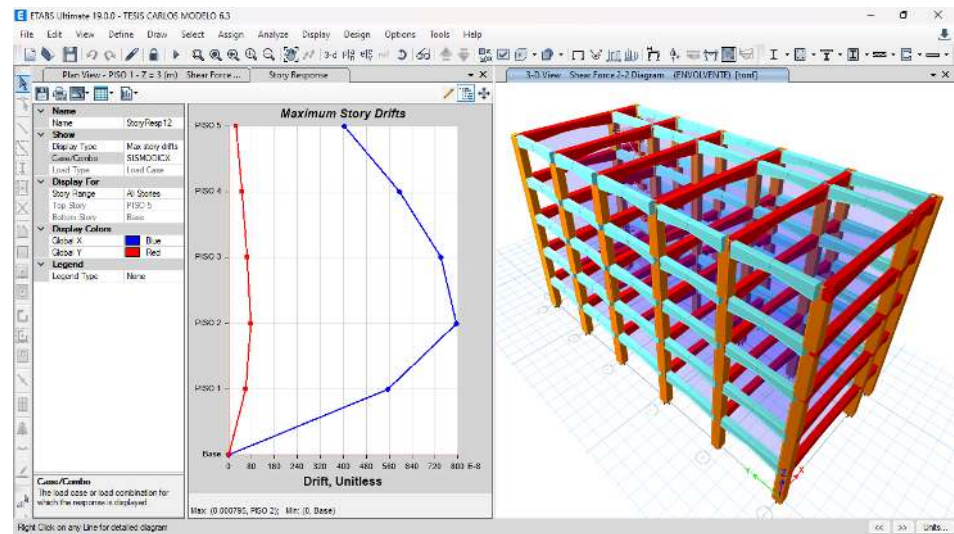 ETABS Ultimate 19.0.0 - TESIS CARLOS MODELO 6.3
File Edit View Define Draw Select Assign Analyze Display Design Options Tools Help
Plan View - PISO 1 - Z = 3 (m) Shear Force ...
Story Response
3-D View Shear Force 2-2 Diagram (ENVOLVENTE) [tonf]
Name
Name StoryResp12
Show
Display Type Max story drifts
Case/Combo
Load Type Load Case
Display For
Story Range All Stories
Top Story PISO 5
Bottom Story Base
Display Colors
Global X Blue
Global Y Red
Legend
Legend Type None
Case/Combo
The load case or load combination for
which the response is displayed
Maximum Story Drifts
PISO 5
PISO 4
PISO 3
PISO 2
PISO 1
Base
0 80 160 240 320 400 480 560 640 720 800 E-6
Drift, Unitless
Max: (0.000795, PISO 2); Min: (0, Base)
Right Click on any Line for detailed diagram
<< >> Units...